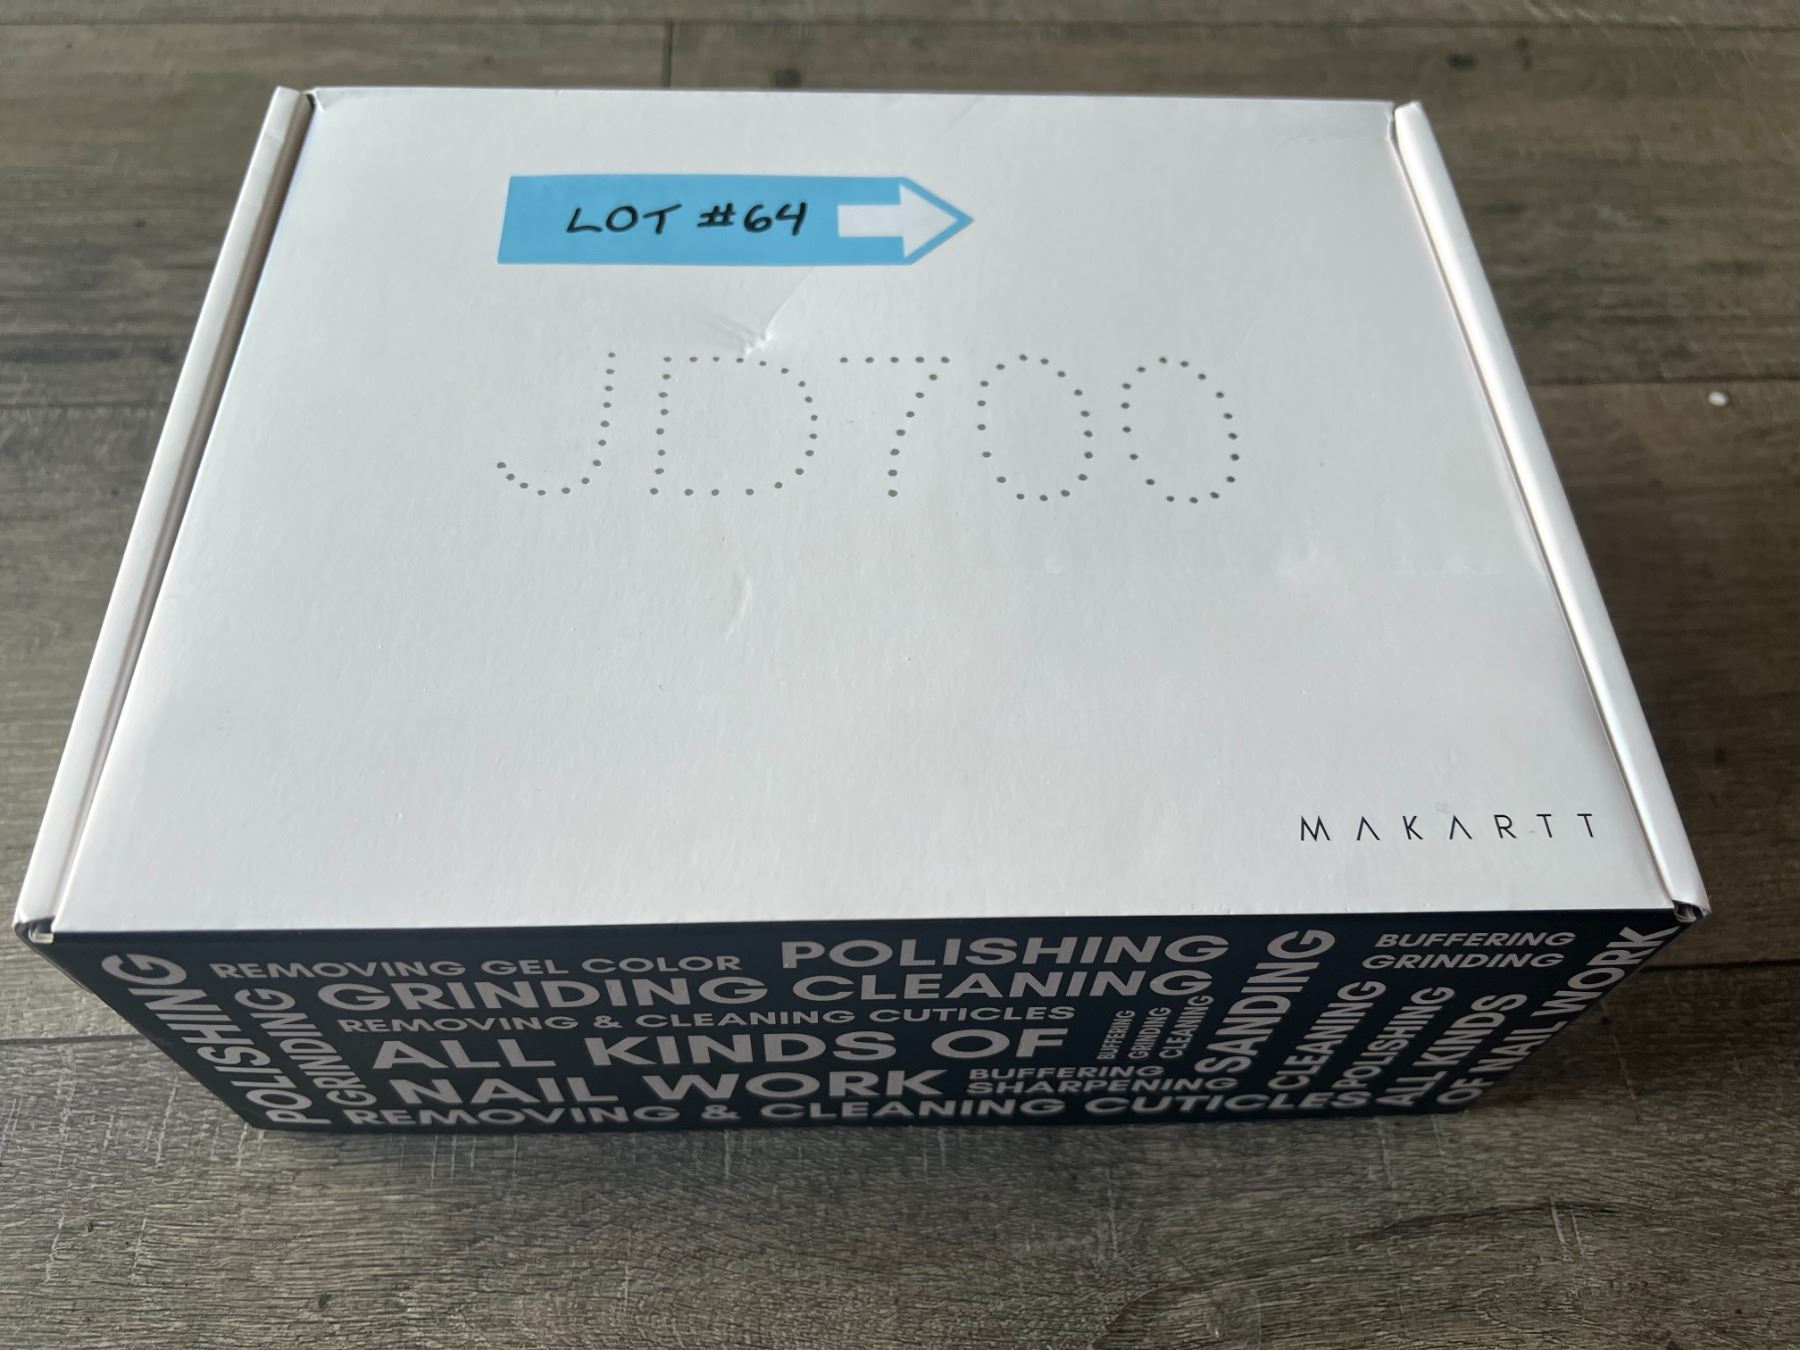 LOT #64
JD700
MAKARTT
POLISHING
POLISHING
GRINDING
REMOVING GEL COLOR
POLISHING
GRINDING CLEANING
REMOVING & CLEANING CUTICLES
ALL KINDS OF
NAIL WORK
REMOVING & CLEANING CUTICLES
BUFFERING
GRINDING
CLEANING
BUFFERING
SHARPENING
SANDING
CLEANING
POLISHING
BUFFERING
GRINDING
ALL KINDS
OF NAIL WORK